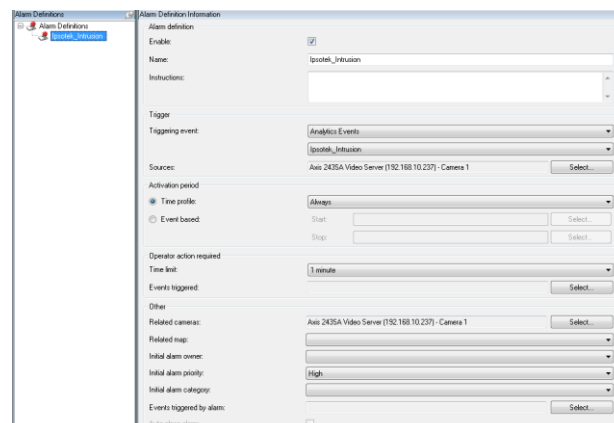 Alarm Definitions
Alarm Definitions
Ipsotek_Intrusion
Alarm Definition Information
Alarm definition
Enable:
Name: Ipsotek_Intrusion
Instructions:
Trigger
Triggering event: Analytics Events
Ipsotek_Intrusion
Sources: Axis 243SA Video Server (192.168.10.237) - Camera 1 Select...
Activation period
Time profile: Always
Event based: Start: Select...
Stop: Select...
Operator action required
Time limit: 1 minute
Events triggered: Select...
Other
Related cameras: Axis 243SA Video Server (192.168.10.237) - Camera 1 Select...
Related map:
Initial alarm owner:
Initial alarm priority: High
Initial alarm category:
Events triggered by alarm: Select...